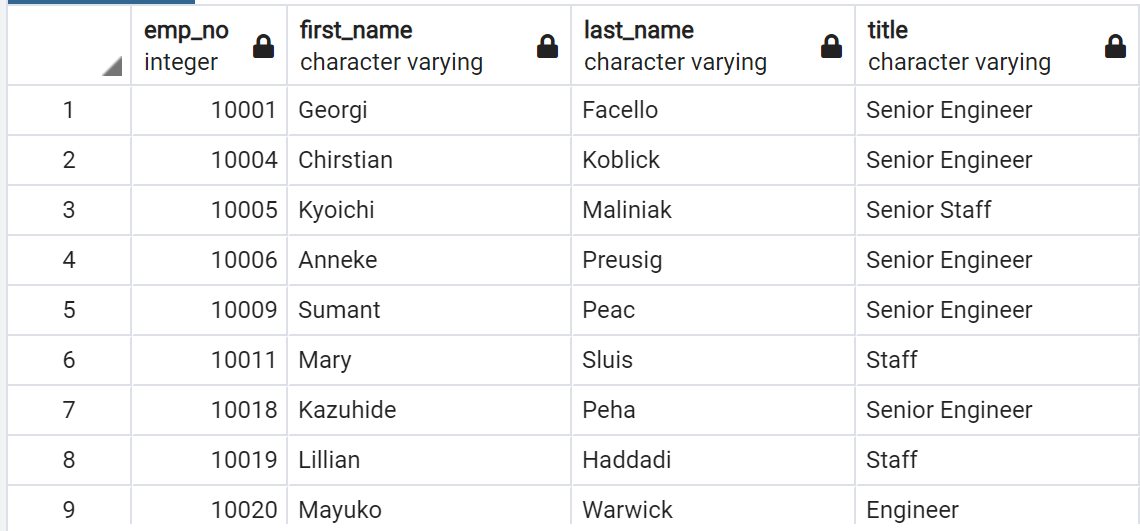 emp_no first_name last_name title
integer character varying character varying character varying
1 10001 Georgi Facello Senior Engineer
2 10004 Chirstian Koblick Senior Engineer
3 10005 Kyoichi Maliniak Senior Staff
4 10006 Anneke Preusig Senior Engineer
5 10009 Sumant Peac Senior Engineer
6 10011 Mary Sluis Staff
7 10018 Kazuhide Peha Senior Engineer
8 10019 Lillian Haddadi Staff
9 10020 Mayuko Warwick Engineer